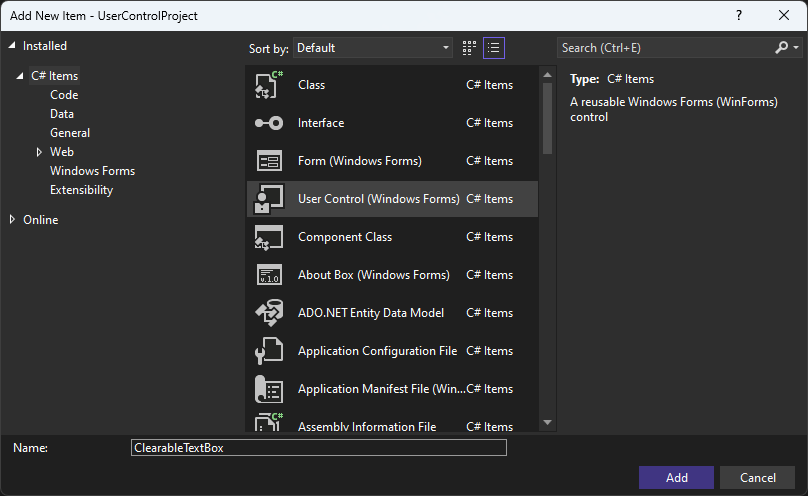 Add New Item - UserControlProject
?
Installed
C# Items
Code
Data
General
Web
Windows Forms
Extensibility
Online
Sort by: Default
C# Class C# Items
Interface C# Items
Form (Windows Forms) C# Items
User Control (Windows Forms) C# Items
Component Class C# Items
v.1.0 About Box (Windows Forms) C# Items
ADO.NET Entity Data Model C# Items
Application Configuration File C# Items
Application Manifest File (Win... C# Items
C# Assembly Information File C# Items
Search (Ctrl+E)
Type: C# Items
A reusable Windows Forms (WinForms)
control
Name: ClearableTextBox
Add Cancel